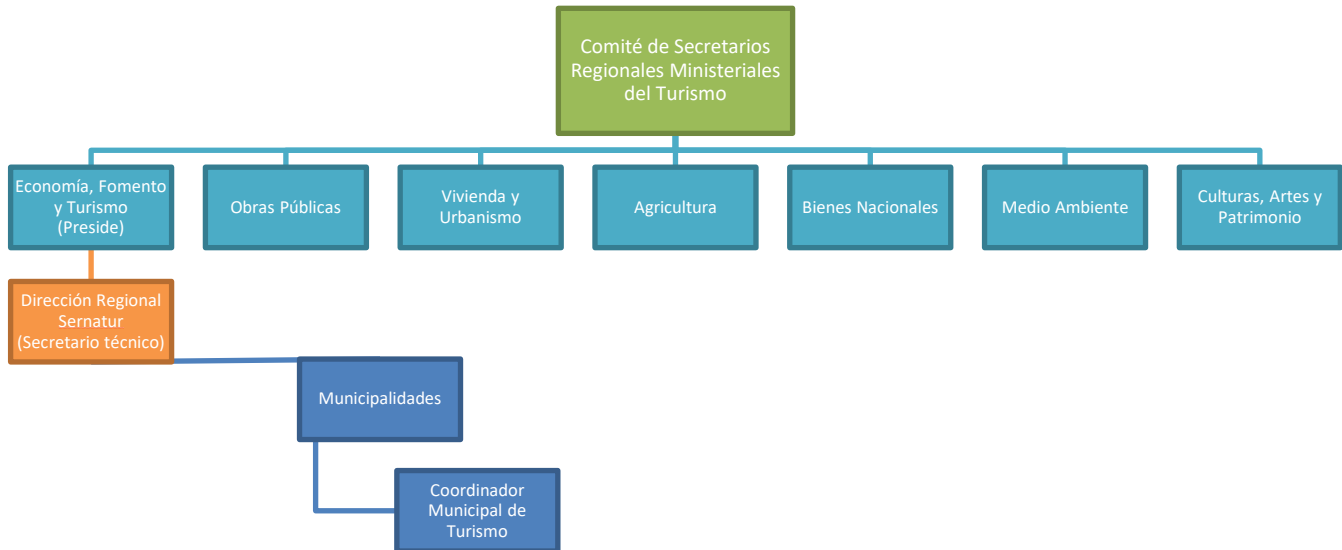 Comité de Secretarios
Regionales Ministeriales
del Turismo
Economía, Fomento
y Turismo
(Preside)
Obras Públicas
Vivienda y
Urbanismo
Agricultura
Bienes Nacionales
Medio Ambiente
Culturas, Artes y
Patrimonio
Dirección Regional
Sernatur
(Secretario técnico)
Municipalidades
Coordinador
Municipal de
Turismo